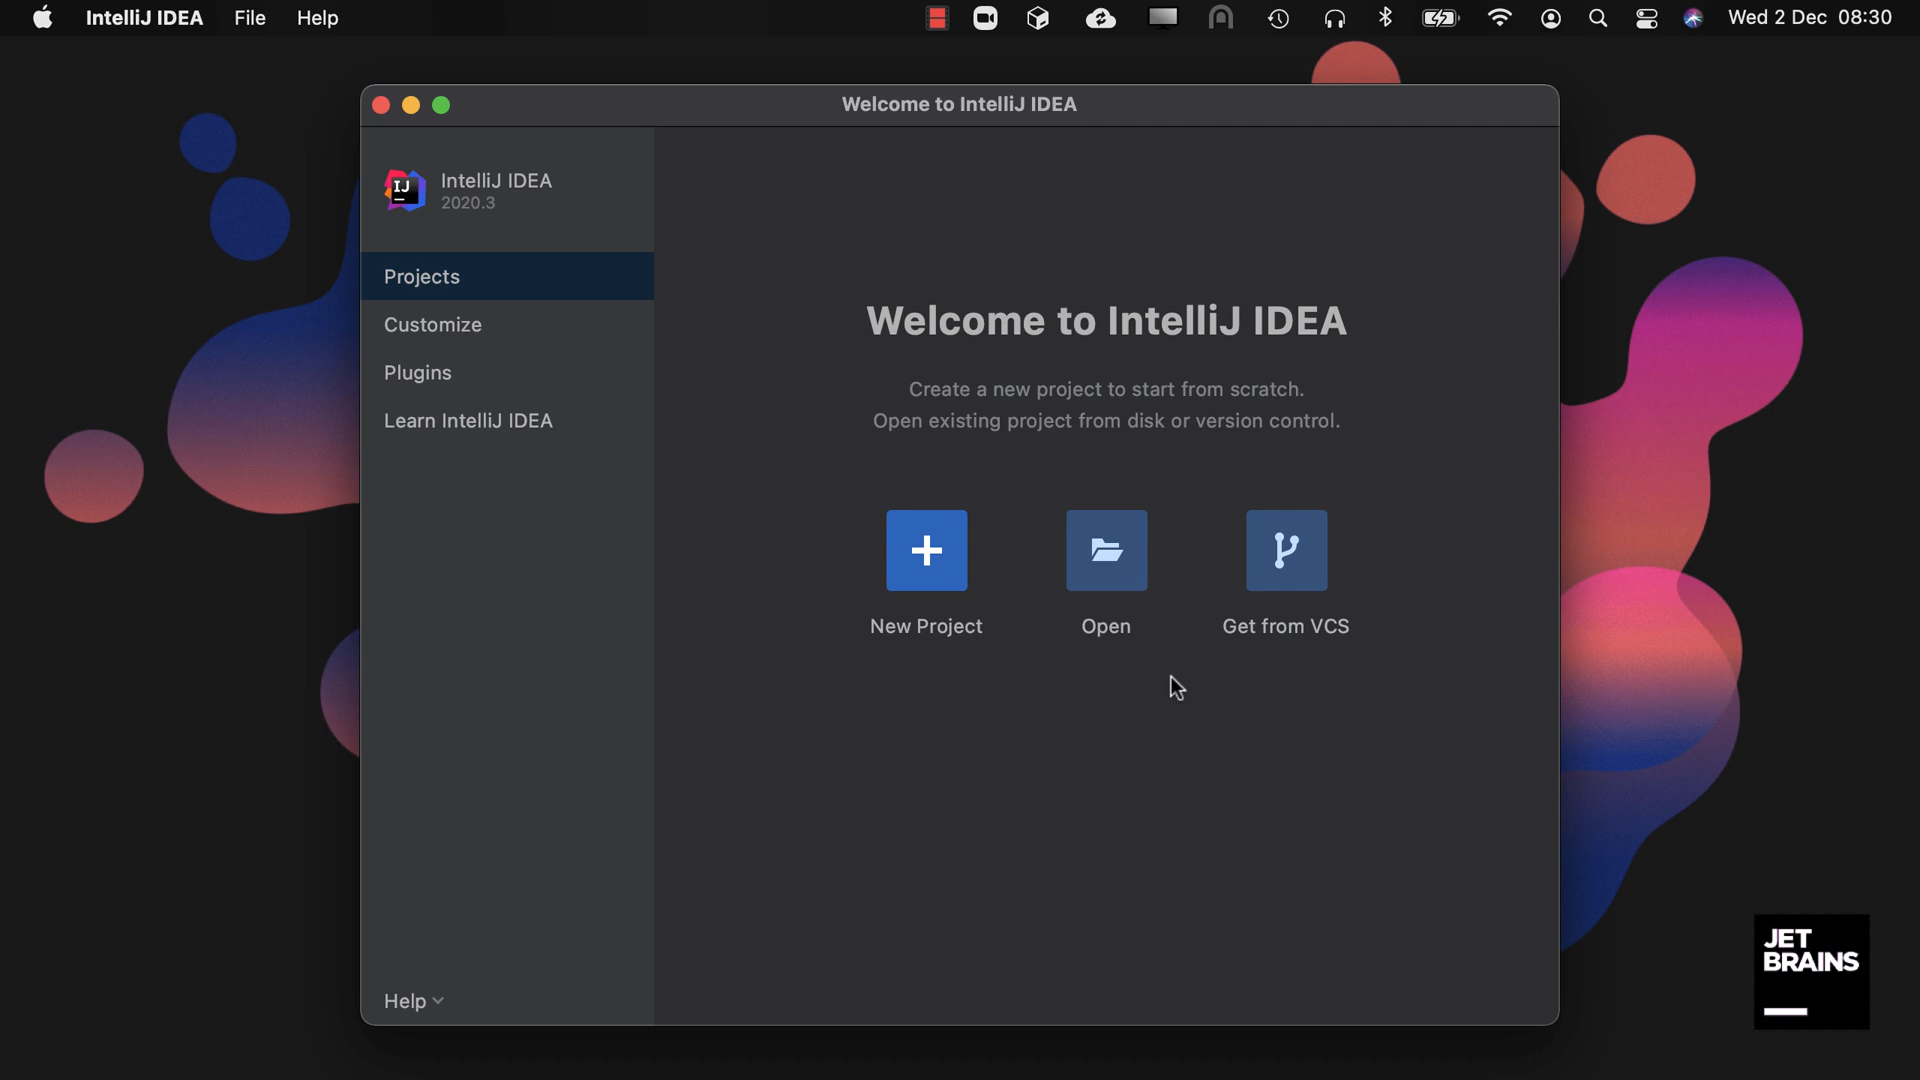 IntelliJ IDEA File Help Wed 2 Dec 08:30
Welcome to IntelliJ IDEA
IJ
IntelliJ IDEA
2020.3
Projects
Customize
Plugins
Learn IntelliJ IDEA
Help
Welcome to IntelliJ IDEA
Create a new project to start from scratch.
Open existing project from disk or version control.
New Project Open Get from VCS
JET
BRAINS